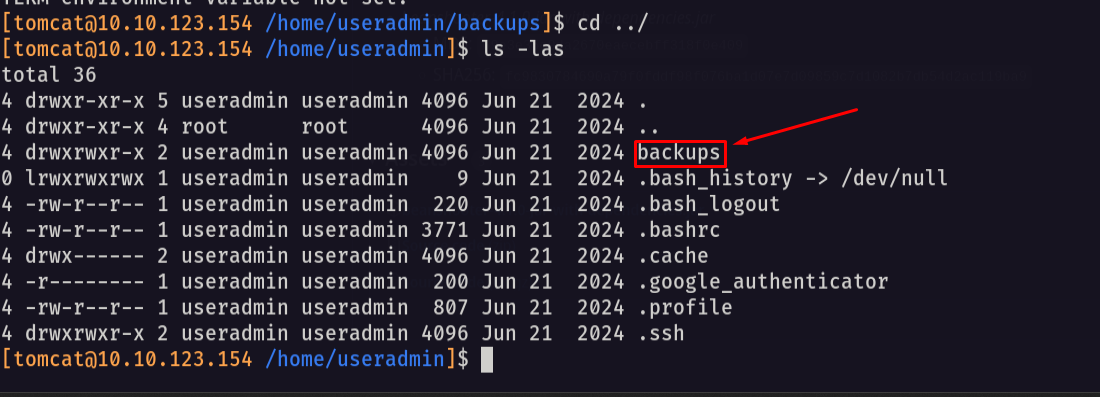 TERM environment variable not set.
[tomcat@10.10.123.154 /home/useradmin/backups]$ cd ../
[tomcat@10.10.123.154 /home/useradmin]$ ls -las
total 36
4 drwxr-xr-x 5 useradmin useradmin 4096 Jun 21  2024 .
4 drwxr-xr-x 4 root      root      4096 Jun 21  2024 ..
4 drwxrwxr-x 2 useradmin useradmin 4096 Jun 21  2024 backups
0 lrwxrwxrwx 1 useradmin useradmin    9 Jun 21  2024 .bash_history -> /dev/null
4 -rw-r--r-- 1 useradmin useradmin  220 Jun 21  2024 .bash_logout
4 -rw-r--r-- 1 useradmin useradmin 3771 Jun 21  2024 .bashrc
4 drwx------ 2 useradmin useradmin 4096 Jun 21  2024 .cache
4 -r-------- 1 useradmin useradmin  200 Jun 21  2024 .google_authenticator
4 -rw-r--r-- 1 useradmin useradmin  807 Jun 21  2024 .profile
4 drwxrwxr-x 2 useradmin useradmin 4096 Jun 21  2024 .ssh
[tomcat@10.10.123.154 /home/useradmin]$